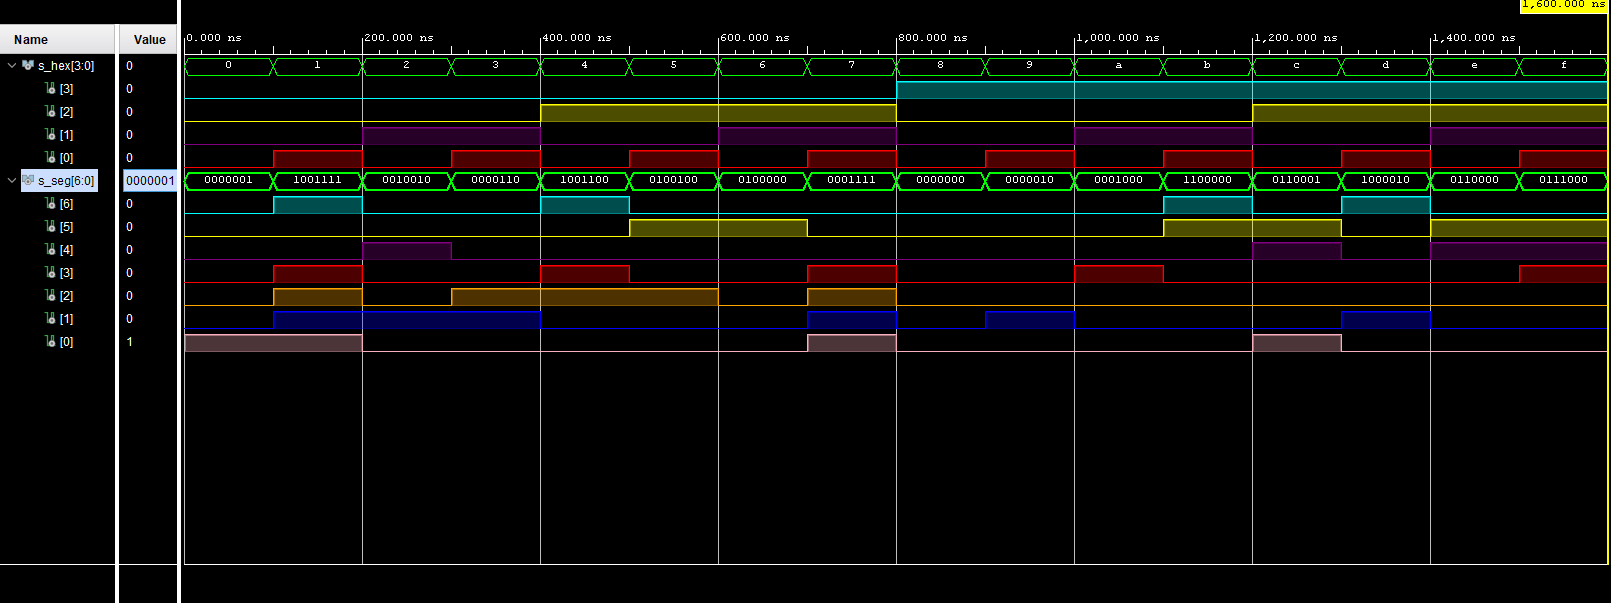 1,600.000 ns
Name Value
0.000 ns 200.000 ns 400.000 ns 600.000 ns 800.000 ns 1,000.000 ns 1,200.000 ns 1,400.000 ns
s_hex[3:0] 0 0 1 2 3 4 5 6 7 8 9 a b c d e f
[3] 0
[2] 0
[1] 0
[0] 0
s_seg[6:0] 0000001 0000001 1001111 0010010 0000110 1001100 0100100 0100000 0001111 0000000 0000010 0001000 1100000 0110001 1000010 0110000 0111000
[6] 0
[5] 0
[4] 0
[3] 0
[2] 0
[1] 0
[0] 1